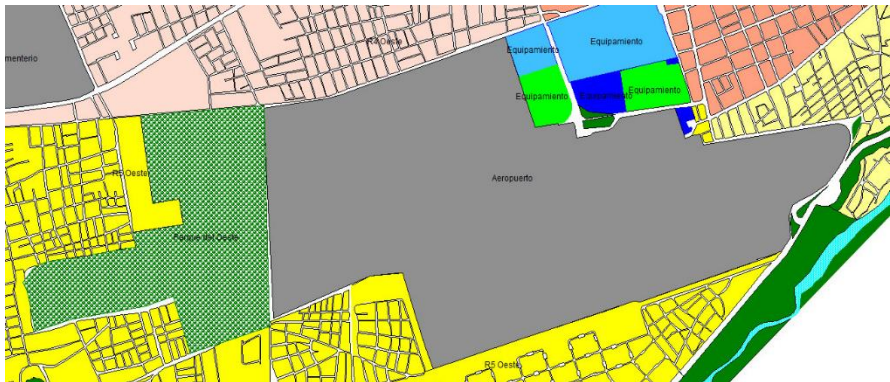 Equipamiento
R4 Oeste
Equipamiento
menterio
Equipamiento
Equipamiento
Equipamiento
R5 Oeste
Aeropuerto
Parque del Oeste
R5 Oeste